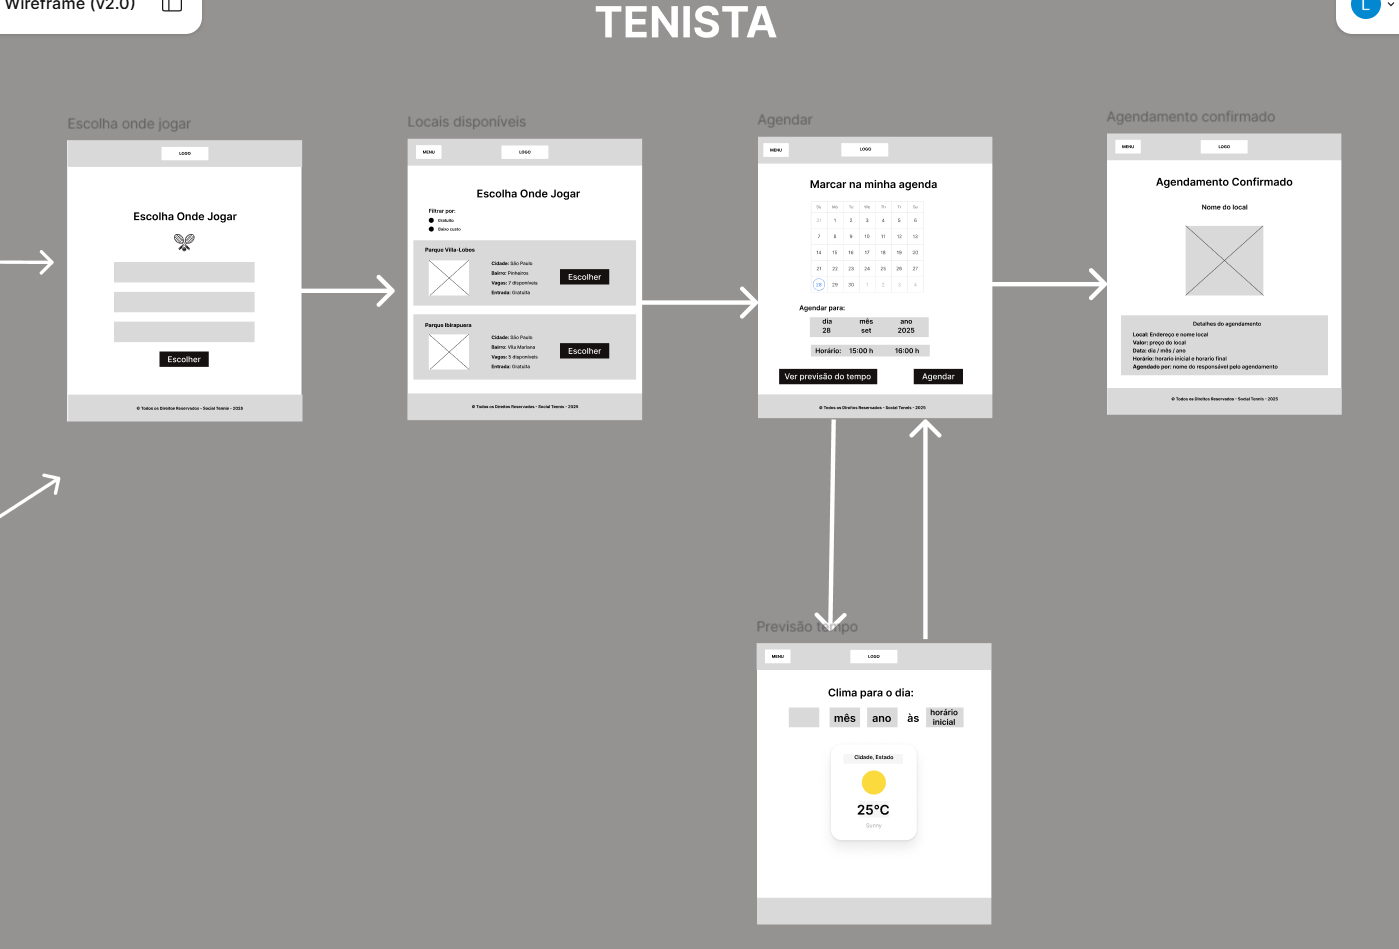 Wireframe (v2.0)
L
TENISTA
Escolha onde jogar
LOGO
Escolha Onde Jogar
Escolher
© Todos os Direitos Reservados - Social Tennis - 2025
Locais disponíveis
MENU
LOGO
Escolha Onde Jogar
Filtrar por:
Gratuito
Baixo custo
Parque Villa-Lobos
Cidade: São Paulo
Bairro: Pinheiros
Vagas: 7 disponíveis
Entrada: Gratuita
Escolher
Parque Ibirapuera
Cidade: São Paulo
Bairro: Vila Mariana
Vagas: 5 disponíveis
Entrada: Gratuita
Escolher
© Todos os Direitos Reservados - Social Tennis - 2025
Agendar
MENU
LOGO
Marcar na minha agenda
Su Mo Tu We Th Fr Sa
31 1 2 3 4 5 6
7 8 9 10 11 12 13
14 15 16 17 18 19 20
21 22 23 24 25 26 27
28 29 30 1 2 3 4
Agendar para:
dia mês ano
28 set 2025
Horário: 15:00 h 16:00 h
Ver previsão do tempo
Agendar
© Todos os Direitos Reservados - Social Tennis - 2025
Agendamento confirmado
MENU
LOGO
Agendamento Confirmado
Nome do local
Detalhes do agendamento
Local: Endereço e nome local
Valor: preço do local
Data: dia / mês / ano
Horário: horario inicial e horario final
Agendado por: nome do responsável pelo agendamento
© Todos os Direitos Reservados - Social Tennis - 2025
Previsão tempo
MENU
LOGO
Clima para o dia:
mês ano às horário
inicial
Cidade, Estado
25°C
Sunny